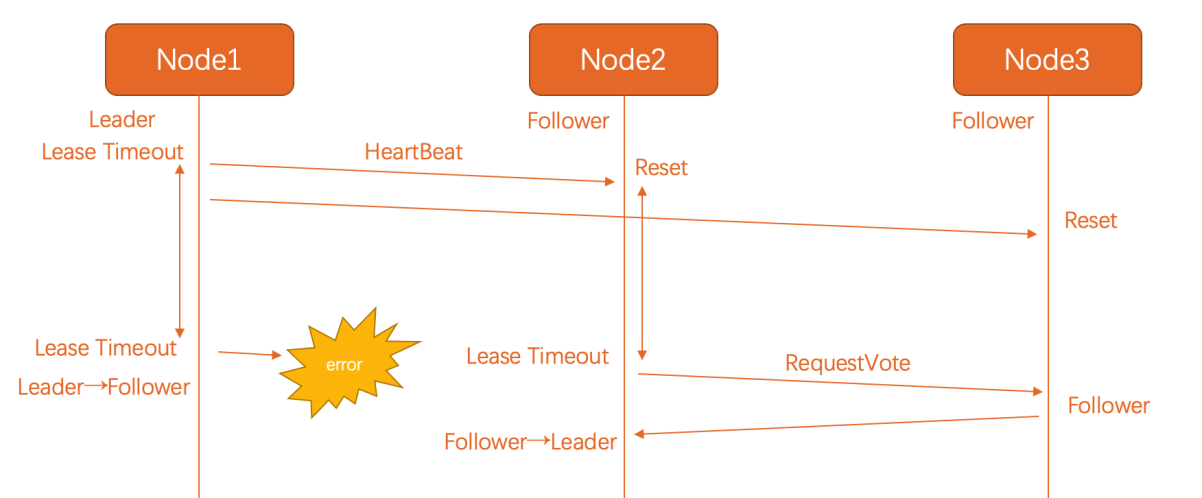 Node1
Node2
Node3
Leader
Follower
Follower
Lease Timeout
HeartBeat
Reset
Reset
Lease Timeout
error
Lease Timeout
RequestVote
Leader→Follower
Follower
Follower→Leader